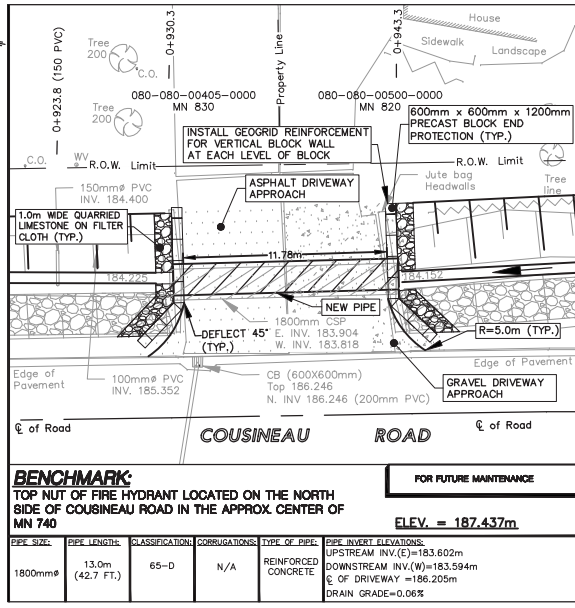 Tree
200
C.O.
0+923.8 (150 PVC)
0+930.3
Property Line
0+943.3
House
Sidewalk
Landscape
080-080-00405-0000
MN 830
080-080-00500-0000
MN 820
Tree
200
600mm x 600mm x 1200mm
PRECAST BLOCK END
PROTECTION (TYP.)
INSTALL GEOGRID REINFORCEMENT
FOR VERTICAL BLOCK WALL
AT EACH LEVEL OF BLOCK
C.O.
WV
R.O.W. Limit
R.O.W. Limit
150mmø PVC
INV. 184.400
ASPHALT DRIVEWAY
APPROACH
Jute bag
Headwalls
Tree
line
1.0m WIDE QUARRIED
LIMESTONE ON FILTER
CLOTH (TYP.)
11.78m
184.225
184.152
NEW PIPE
DEFLECT 45°
(TYP.)
1800mm CSP
E. INV. 183.904
W. INV. 183.818
R=5.0m (TYP.)
Edge of
Pavement
100mmø PVC
INV. 185.352
CB (600X600mm)
Top 186.246
N. INV 186.246 (200mm PVC)
Edge of Pavement
GRAVEL DRIVEWAY
APPROACH
℄ of Road
COUSINEAU ROAD
℄ of Road
BENCHMARK:
TOP NUT OF FIRE HYDRANT LOCATED ON THE NORTH
SIDE OF COUSINEAU ROAD IN THE APPROX. CENTER OF
MN 740
FOR FUTURE MAINTENANCE
ELEV. = 187.437m
PIPE SIZE:
1800mmø
PIPE LENGTH:
13.0m
(42.7 FT.)
CLASSIFICATION:
65-D
CORRUGATIONS:
N/A
TYPE OF PIPE:
REINFORCED
CONCRETE
PIPE INVERT ELEVATIONS:
UPSTREAM INV.(E)=183.602m
DOWNSTREAM INV.(W)=183.594m
℄ OF DRIVEWAY =186.205m
DRAIN GRADE=0.06%